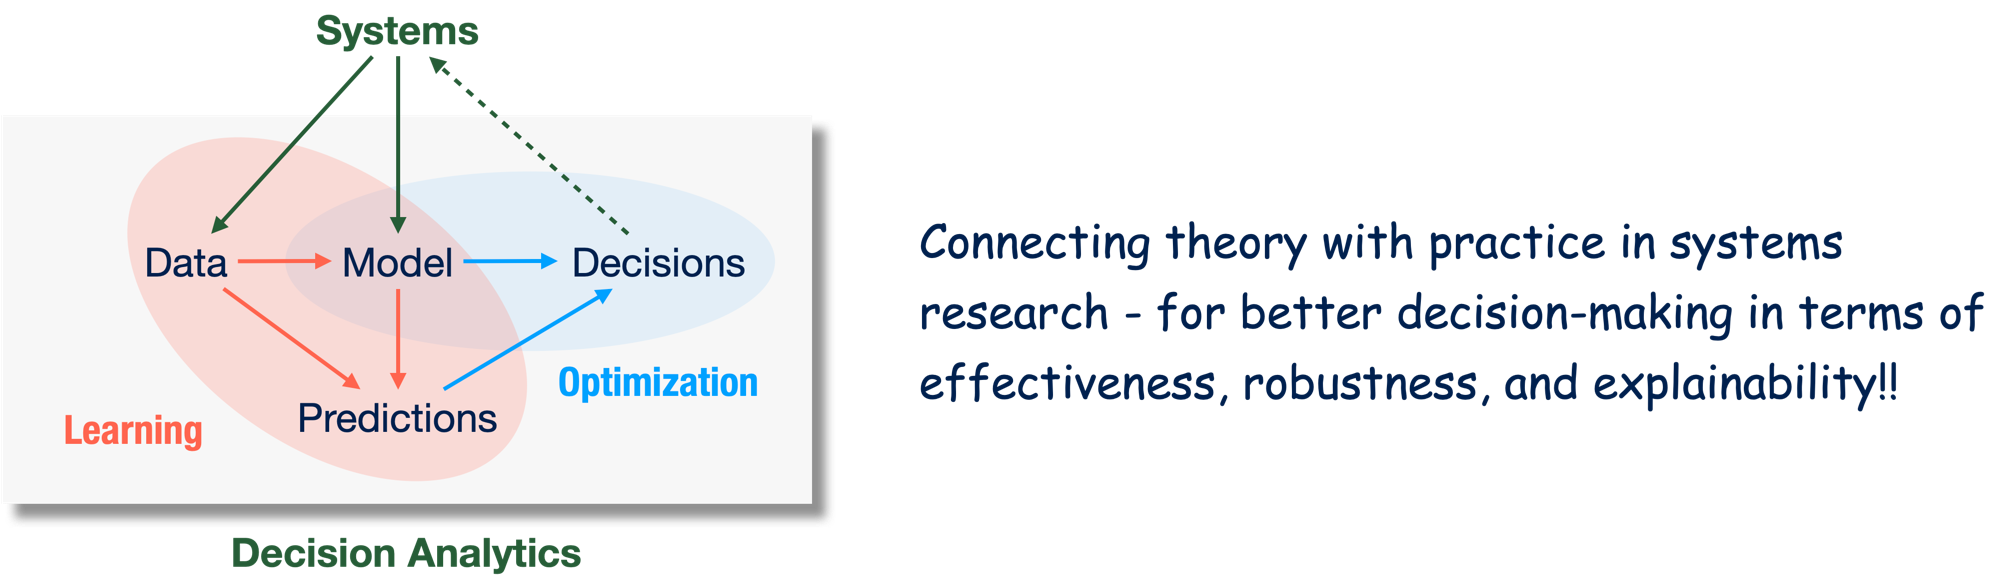 Systems
Data
Model
Decisions
Optimization
Predictions
Learning
Decision Analytics
Connecting theory with practice in systems
research - for better decision-making in terms of
effectiveness, robustness, and explainability!!